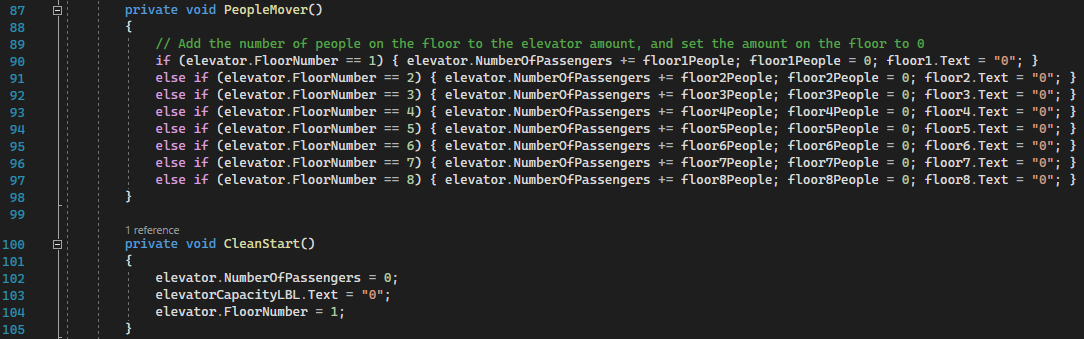 87 private void PeopleMover()
88 {
89 // Add the number of people on the floor to the elevator amount, and set the amount on the floor to 0
90 if (elevator.FloorNumber == 1) { elevator.NumberOfPassengers += floor1People; floor1People = 0; floor1.Text = "0"; }
91 else if (elevator.FloorNumber == 2) { elevator.NumberOfPassengers += floor2People; floor2People = 0; floor2.Text = "0"; }
92 else if (elevator.FloorNumber == 3) { elevator.NumberOfPassengers += floor3People; floor3People = 0; floor3.Text = "0"; }
93 else if (elevator.FloorNumber == 4) { elevator.NumberOfPassengers += floor4People; floor4People = 0; floor4.Text = "0"; }
94 else if (elevator.FloorNumber == 5) { elevator.NumberOfPassengers += floor5People; floor5People = 0; floor5.Text = "0"; }
95 else if (elevator.FloorNumber == 6) { elevator.NumberOfPassengers += floor6People; floor6People = 0; floor6.Text = "0"; }
96 else if (elevator.FloorNumber == 7) { elevator.NumberOfPassengers += floor7People; floor7People = 0; floor7.Text = "0"; }
97 else if (elevator.FloorNumber == 8) { elevator.NumberOfPassengers += floor8People; floor8People = 0; floor8.Text = "0"; }
98 }
99
1 reference
100 private void CleanStart()
101 {
102 elevator.NumberOfPassengers = 0;
103 elevatorCapacityLBL.Text = "0";
104 elevator.FloorNumber = 1;
105 }